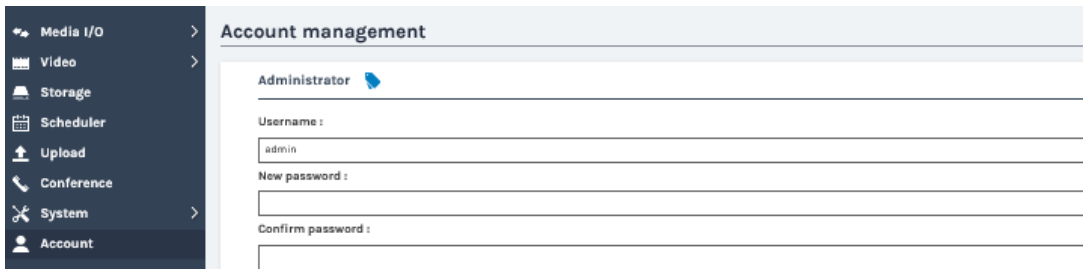 Media I/O
Video
Storage
Scheduler
Upload
Conference
System
Account
Account management
Administrator
Username :
admin
New password :
Confirm password :